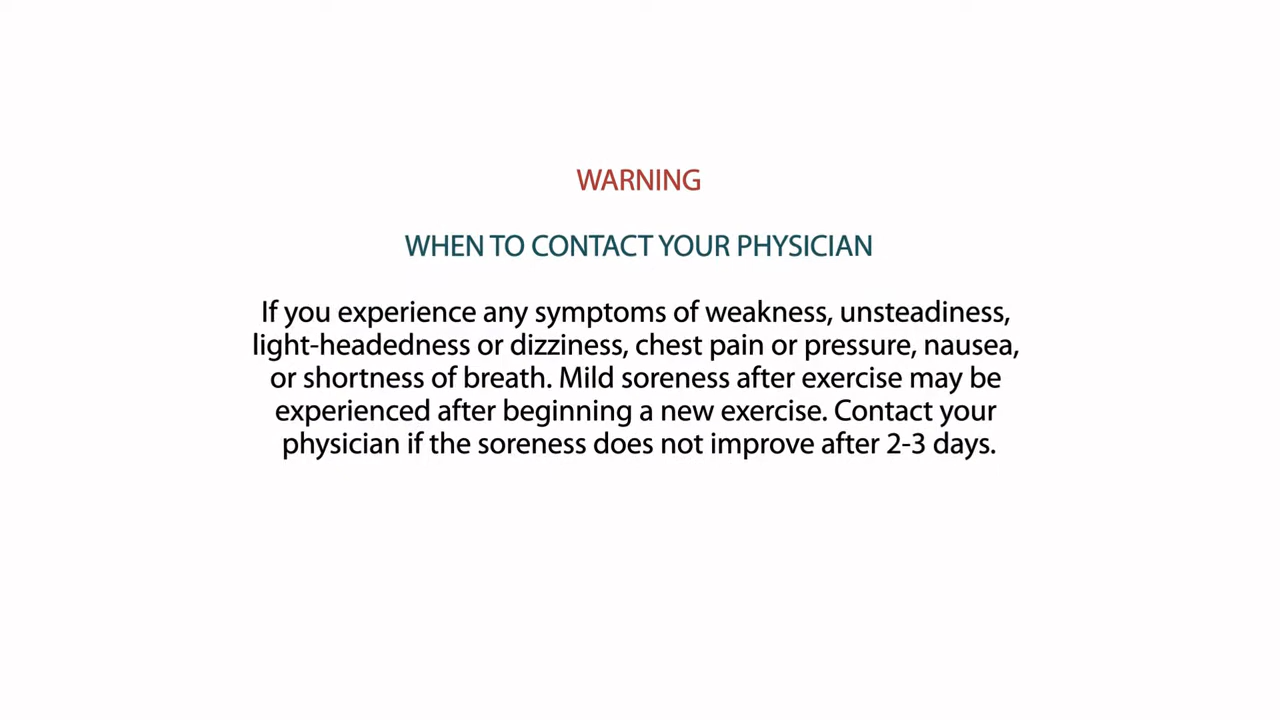 WARNING
WHEN TO CONTACT YOUR PHYSICIAN
If you experience any symptoms of weakness, unsteadiness,
light-headedness or dizziness, chest pain or pressure, nausea,
or shortness of breath. Mild soreness after exercise may be
experienced after beginning a new exercise. Contact your
physician if the soreness does not improve after 2-3 days.